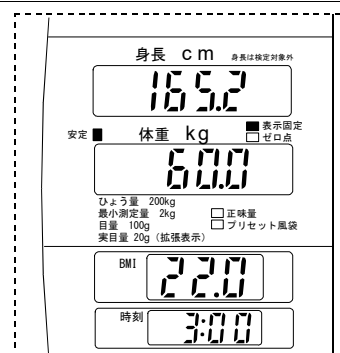 身長 cm 身長は検定対象外
165.2
安定 ■ 体重 kg ■ 表示固定
□ ゼロ点
60.0
ひょう量 200kg
最小測定量 2kg □ 正味量
目量 100g □ プリセット風袋
実目量 20g (拡張表示)
BMI 22.0
時刻 3:00